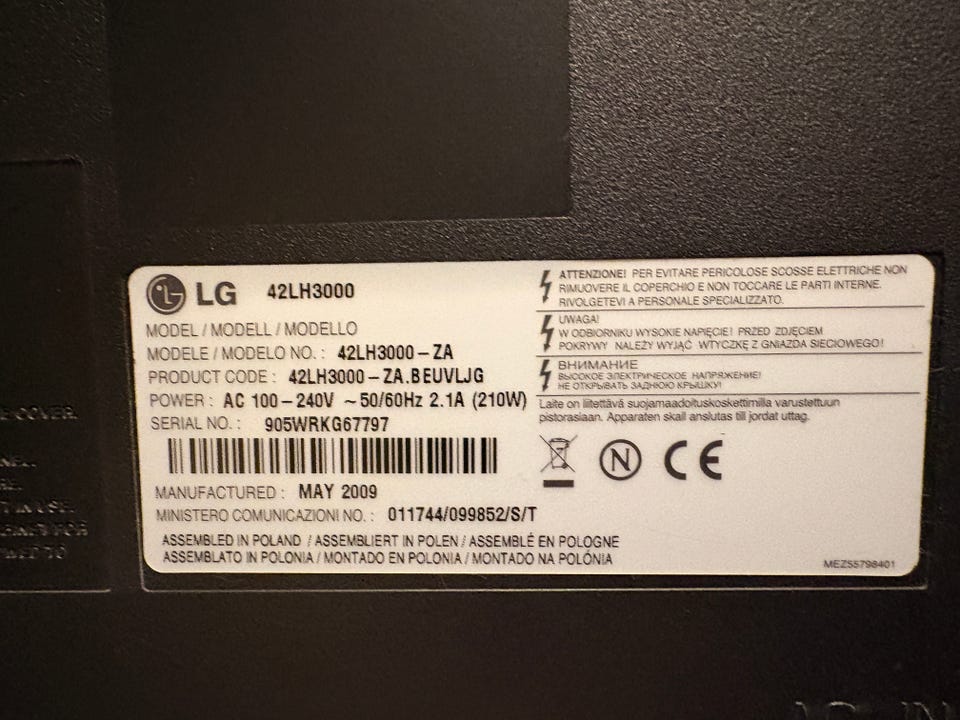 LG 42LH3000
MODEL / MODELL / MODELLO
MODELE / MODELO NO. : 42LH3000-ZA
PRODUCT CODE : 42LH3000-ZA.BEUVLJG
POWER : AC 100-240V ~50/60Hz 2.1A (210W)
SERIAL NO. : 905WRKG67797
MANUFACTURED : MAY 2009
MINISTERO COMUNICAZIONI NO. : 011744/099852/S/T
ASSEMBLED IN POLAND / ASSEMBLIERT IN POLEN / ASSEMBLÉ EN POLOGNE
ASSEMBLATO IN POLONIA / MONTADO EN POLONIA / MONTADO NA POLÓNIA
ATTENZIONE! PER EVITARE PERICOLOSE SCOSSE ELETTRICHE NON
RIMUOVERE IL COPERCHIO E NON TOCCARE LE PARTI INTERNE.
RIVOLGETEVI A PERSONALE SPECIALIZZATO.
UWAGA!
W ODBIORNIKU WYSOKIE NAPIĘCIE! PRZED ZDJĘCIEM
POKRYWY NALEŻY WYJĄĆ WTYCZKĘ Z GNIAZDA SIECIOWEGO!
ВНИМАНИЕ
ВЫСОКОЕ ЭЛЕКТРИЧЕСКОЕ НАПРЯЖЕНИЕ!
НЕ ОТКРЫВАТЬ ЗАДНЮЮ КРЫШКУ!
Laite on liitettävä suojamaadoituskoskettimilla varustettuun
pistorasiaan. Apparaten skall anslutas till jordat uttag.
N CE
MEZ55798401
COVER.